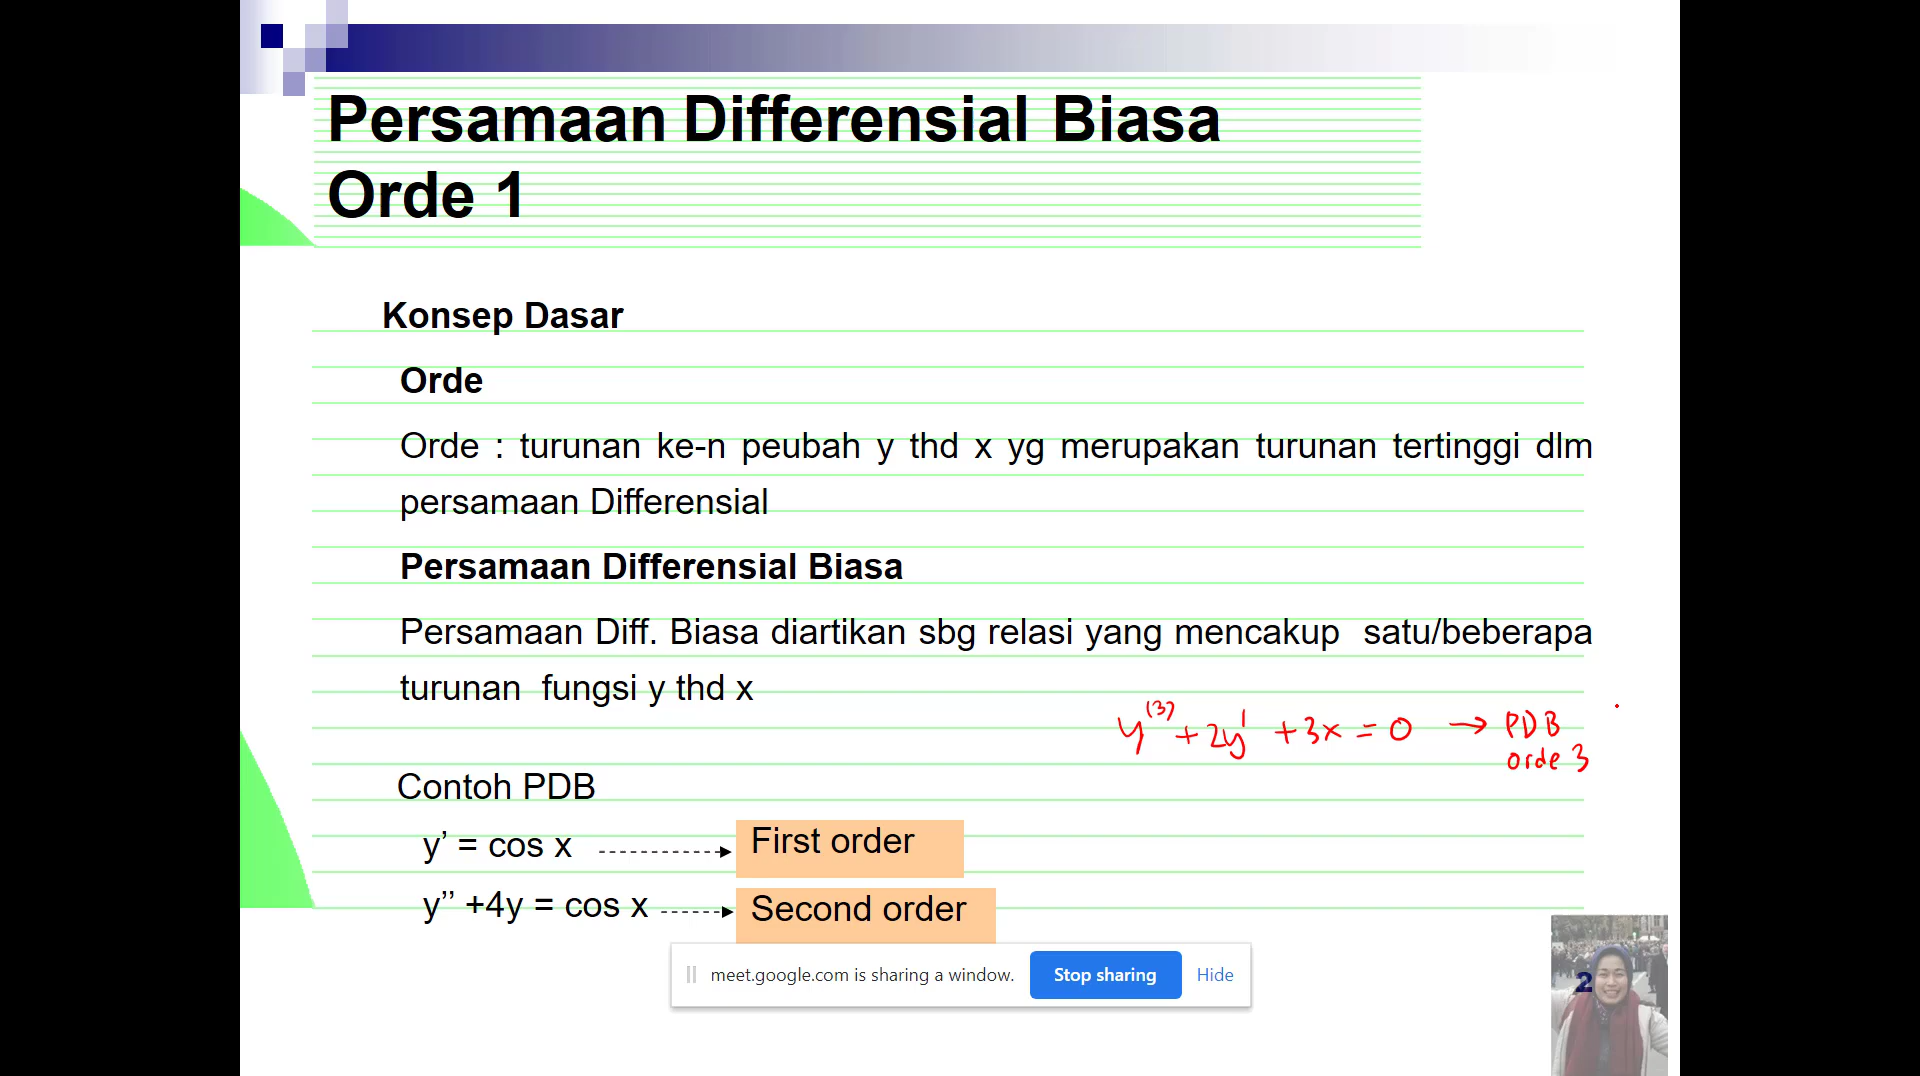 Persamaan Differensial Biasa
Orde 1
Konsep Dasar
Orde
Orde : turunan ke-n peubah y thd x yg merupakan turunan tertinggi dlm
persamaan Differensial
Persamaan Differensial Biasa
Persamaan Diff. Biasa diartikan sbg relasi yang mencakup satu/beberapa
turunan fungsi y thd x
y⁽³⁾ + 2y' + 3x = 0 → PDB
orde 3
Contoh PDB
y’ = cos x First order
y’’ +4y = cos x Second order
meet.google.com is sharing a window. Stop sharing Hide
2